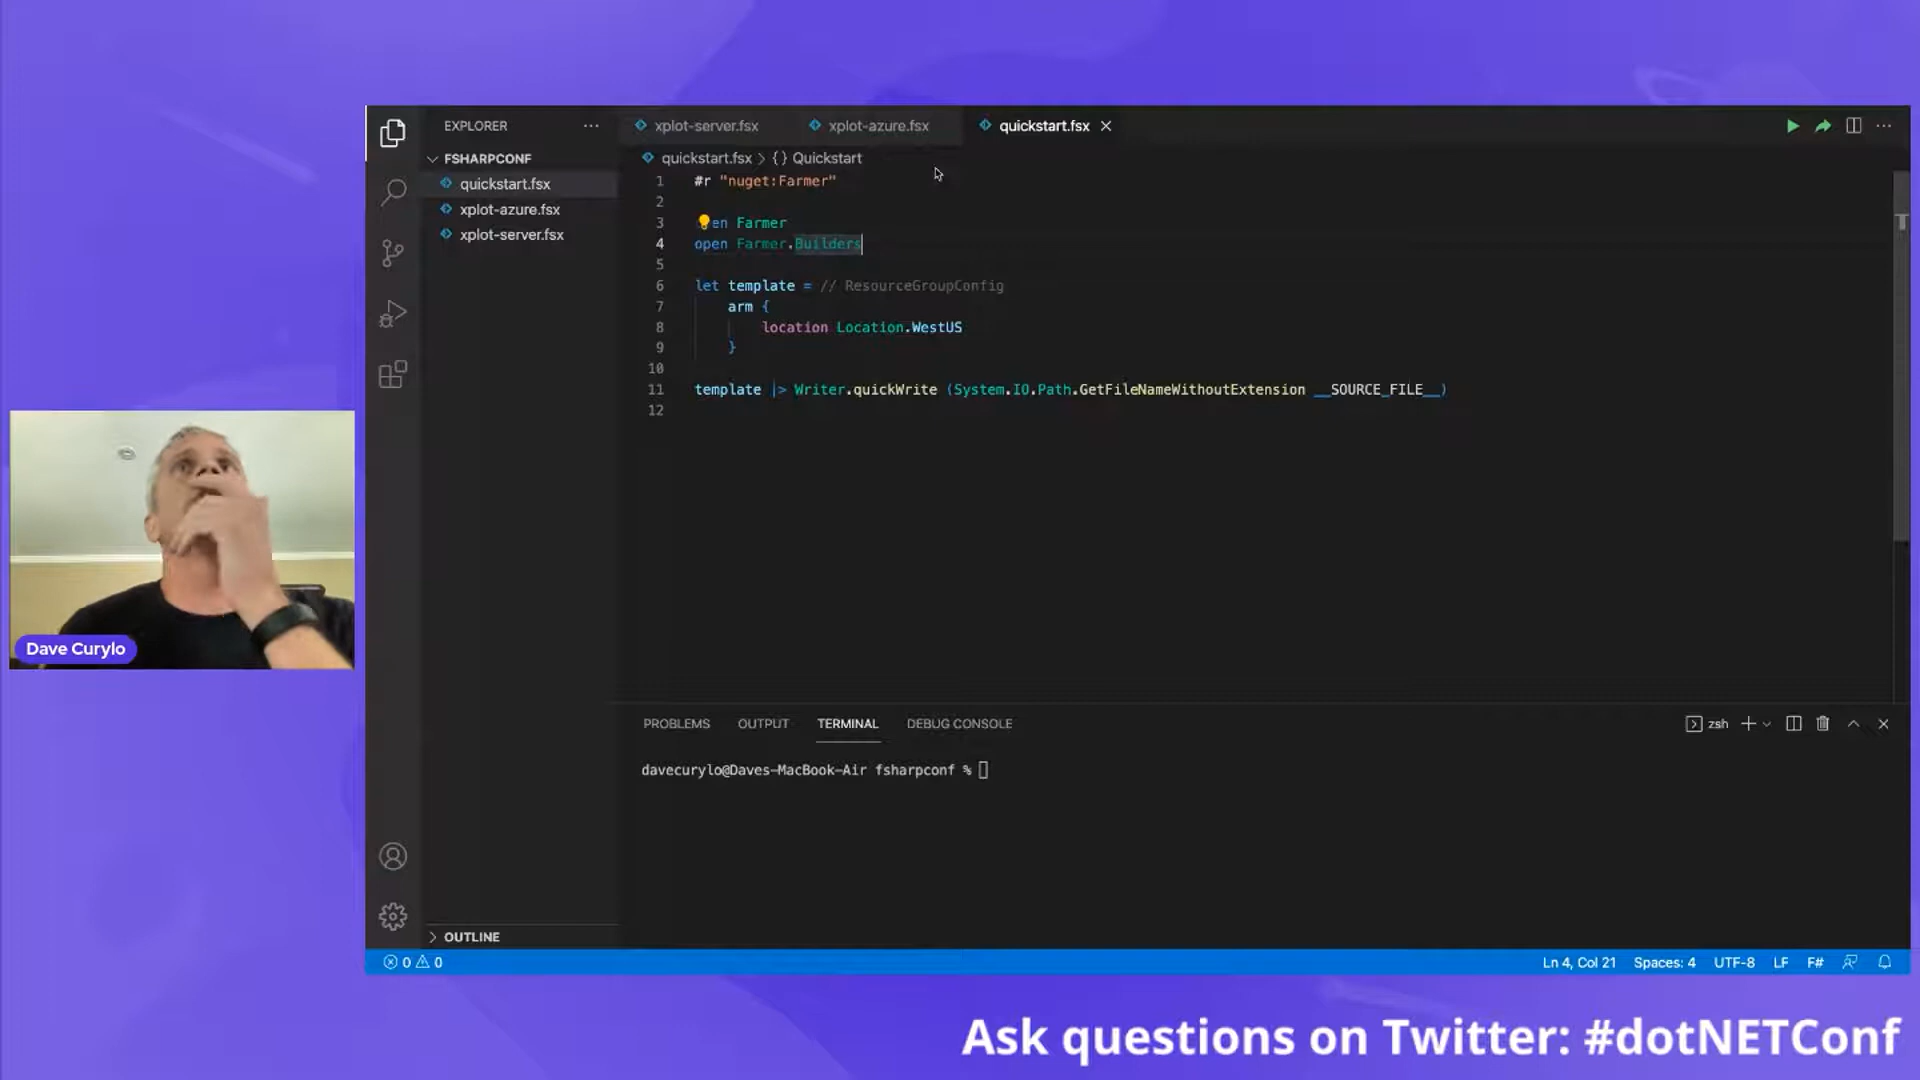 EXPLORER
FSHARPCONF
quickstart.fsx
xplot-azure.fsx
xplot-server.fsx
OUTLINE
xplot-server.fsx
xplot-azure.fsx
quickstart.fsx
quickstart.fsx > {} Quickstart
1 #r "nuget:Farmer"
2
3 en Farmer
4 open Farmer.Builders
5
6 let template = // ResourceGroupConfig
7 arm {
8 location Location.WestUS
9 }
10
11 template |> Writer.quickWrite (System.IO.Path.GetFileNameWithoutExtension __SOURCE_FILE__)
12
PROBLEMS OUTPUT TERMINAL DEBUG CONSOLE
zsh
davecurylo@Daves-MacBook-Air fsharpconf %
0 0
Ln 4, Col 21 Spaces: 4 UTF-8 LF F#
Dave Curylo
Ask questions on Twitter: #dotNETConf